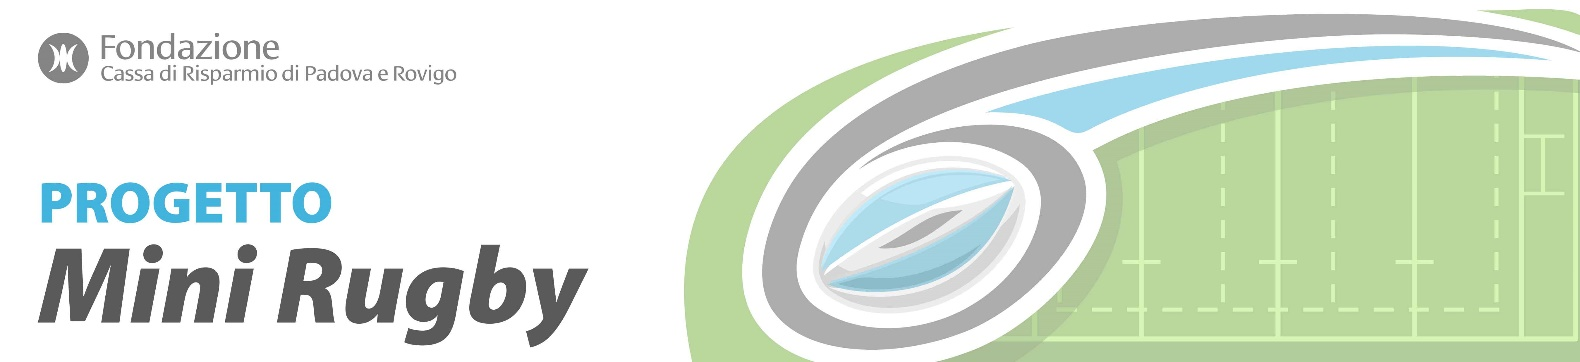 Fondazione
Cassa di Risparmio di Padova e Rovigo
PROGETTO
Mini Rugby